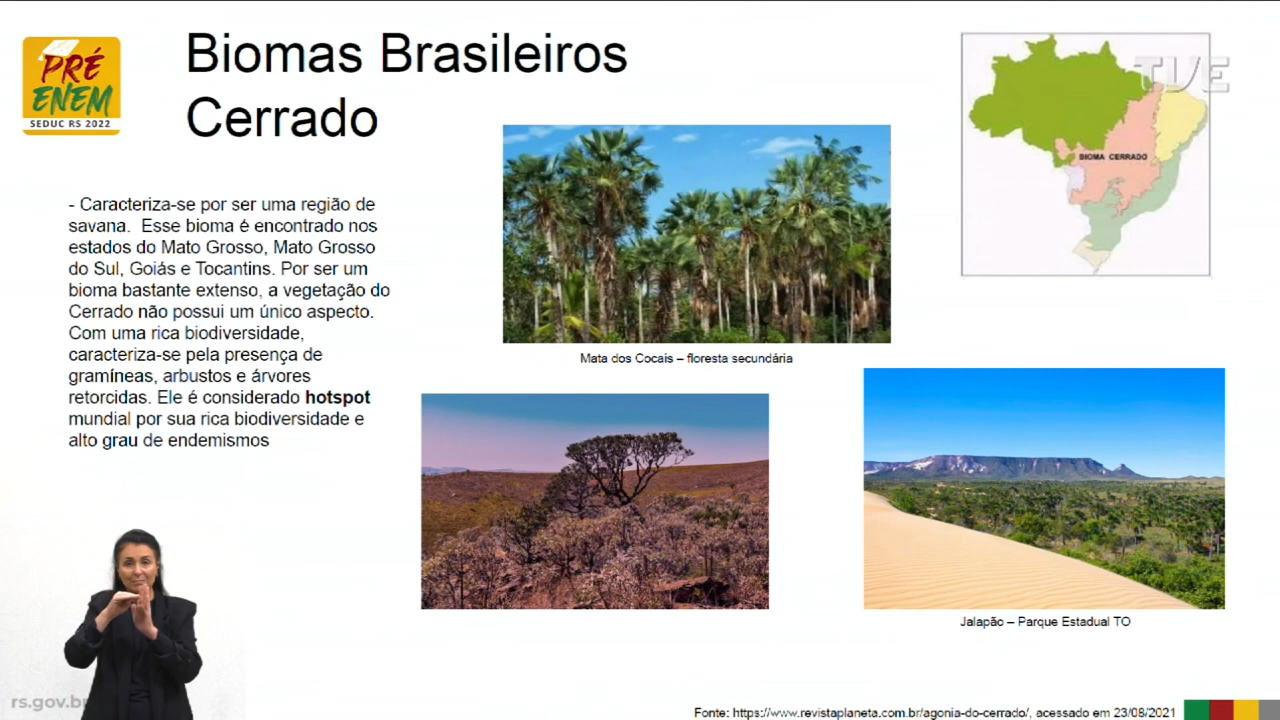 PRÉ
ENEM
SEDUC RS 2022
Biomas Brasileiros
Cerrado
TVE
BIOMA CERRADO
- Caracteriza-se por ser uma região de
savana. Esse bioma é encontrado nos
estados do Mato Grosso, Mato Grosso
do Sul, Goiás e Tocantins. Por ser um
bioma bastante extenso, a vegetação do
Cerrado não possui um único aspecto.
Com uma rica biodiversidade,
caracteriza-se pela presença de
gramíneas, arbustos e árvores
retorcidas. Ele é considerado hotspot
mundial por sua rica biodiversidade e
alto grau de endemismos
Mata dos Cocais – floresta secundária
Jalapão – Parque Estadual TO
rs.gov.b
Fonte: https://www.revistaplaneta.com.br/agonia-do-cerrado/, acessado em 23/08/2021